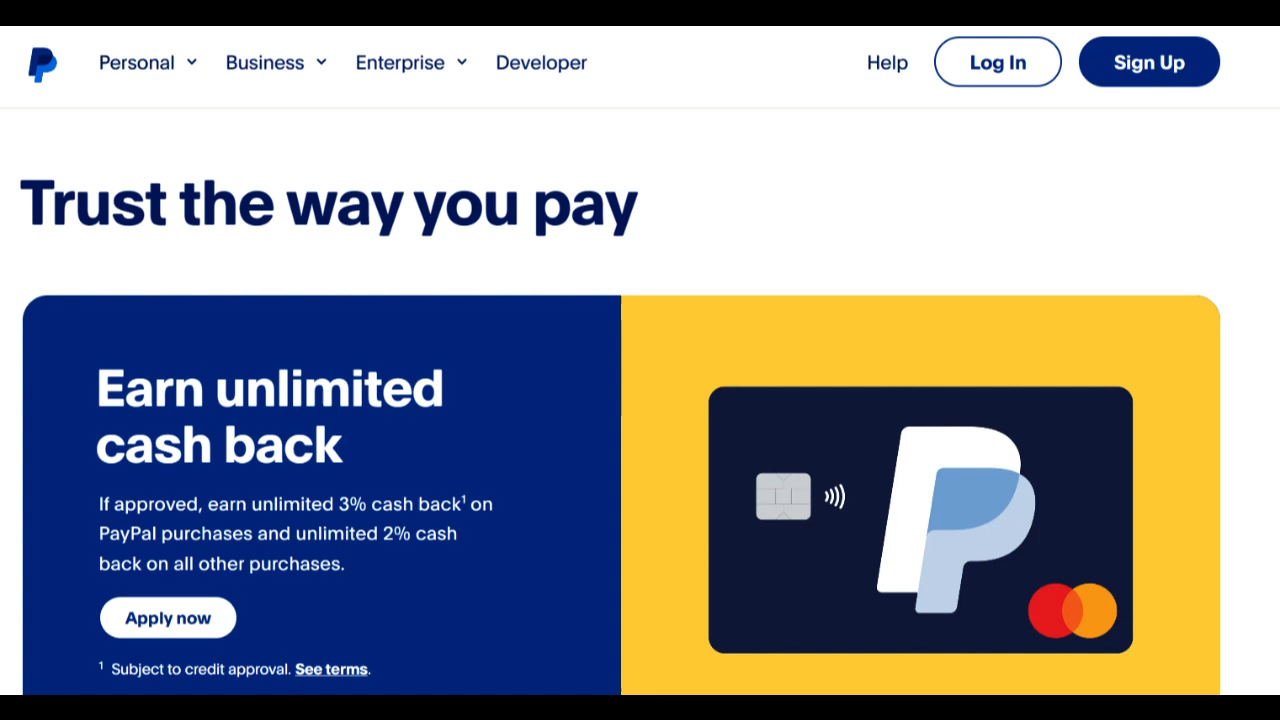 Personal Business Enterprise Developer Help Log In Sign Up
Trust the way you pay
Earn unlimited
cash back
If approved, earn unlimited 3% cash back¹ on
PayPal purchases and unlimited 2% cash
back on all other purchases.
Apply now
¹ Subject to credit approval. See terms.